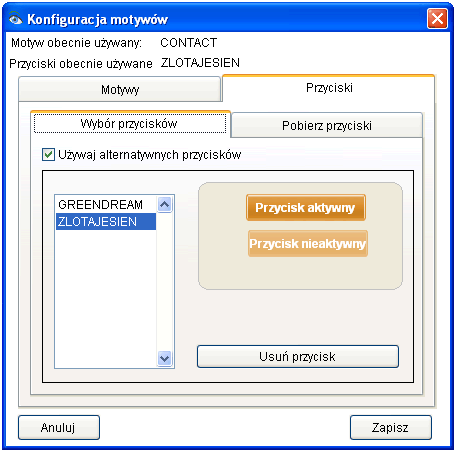 Konfiguracja motywów
Motyw obecnie używany: CONTACT
Przyciski obecnie używane ZLOTAJESIEN
Motywy
Przyciski
Wybór przycisków
Pobierz przyciski
Używaj alternatywnych przycisków
GREENDREAM
ZLOTAJESIEN
Przycisk aktywny
Przycisk nieaktywny
Usuń przycisk
Anuluj
Zapisz